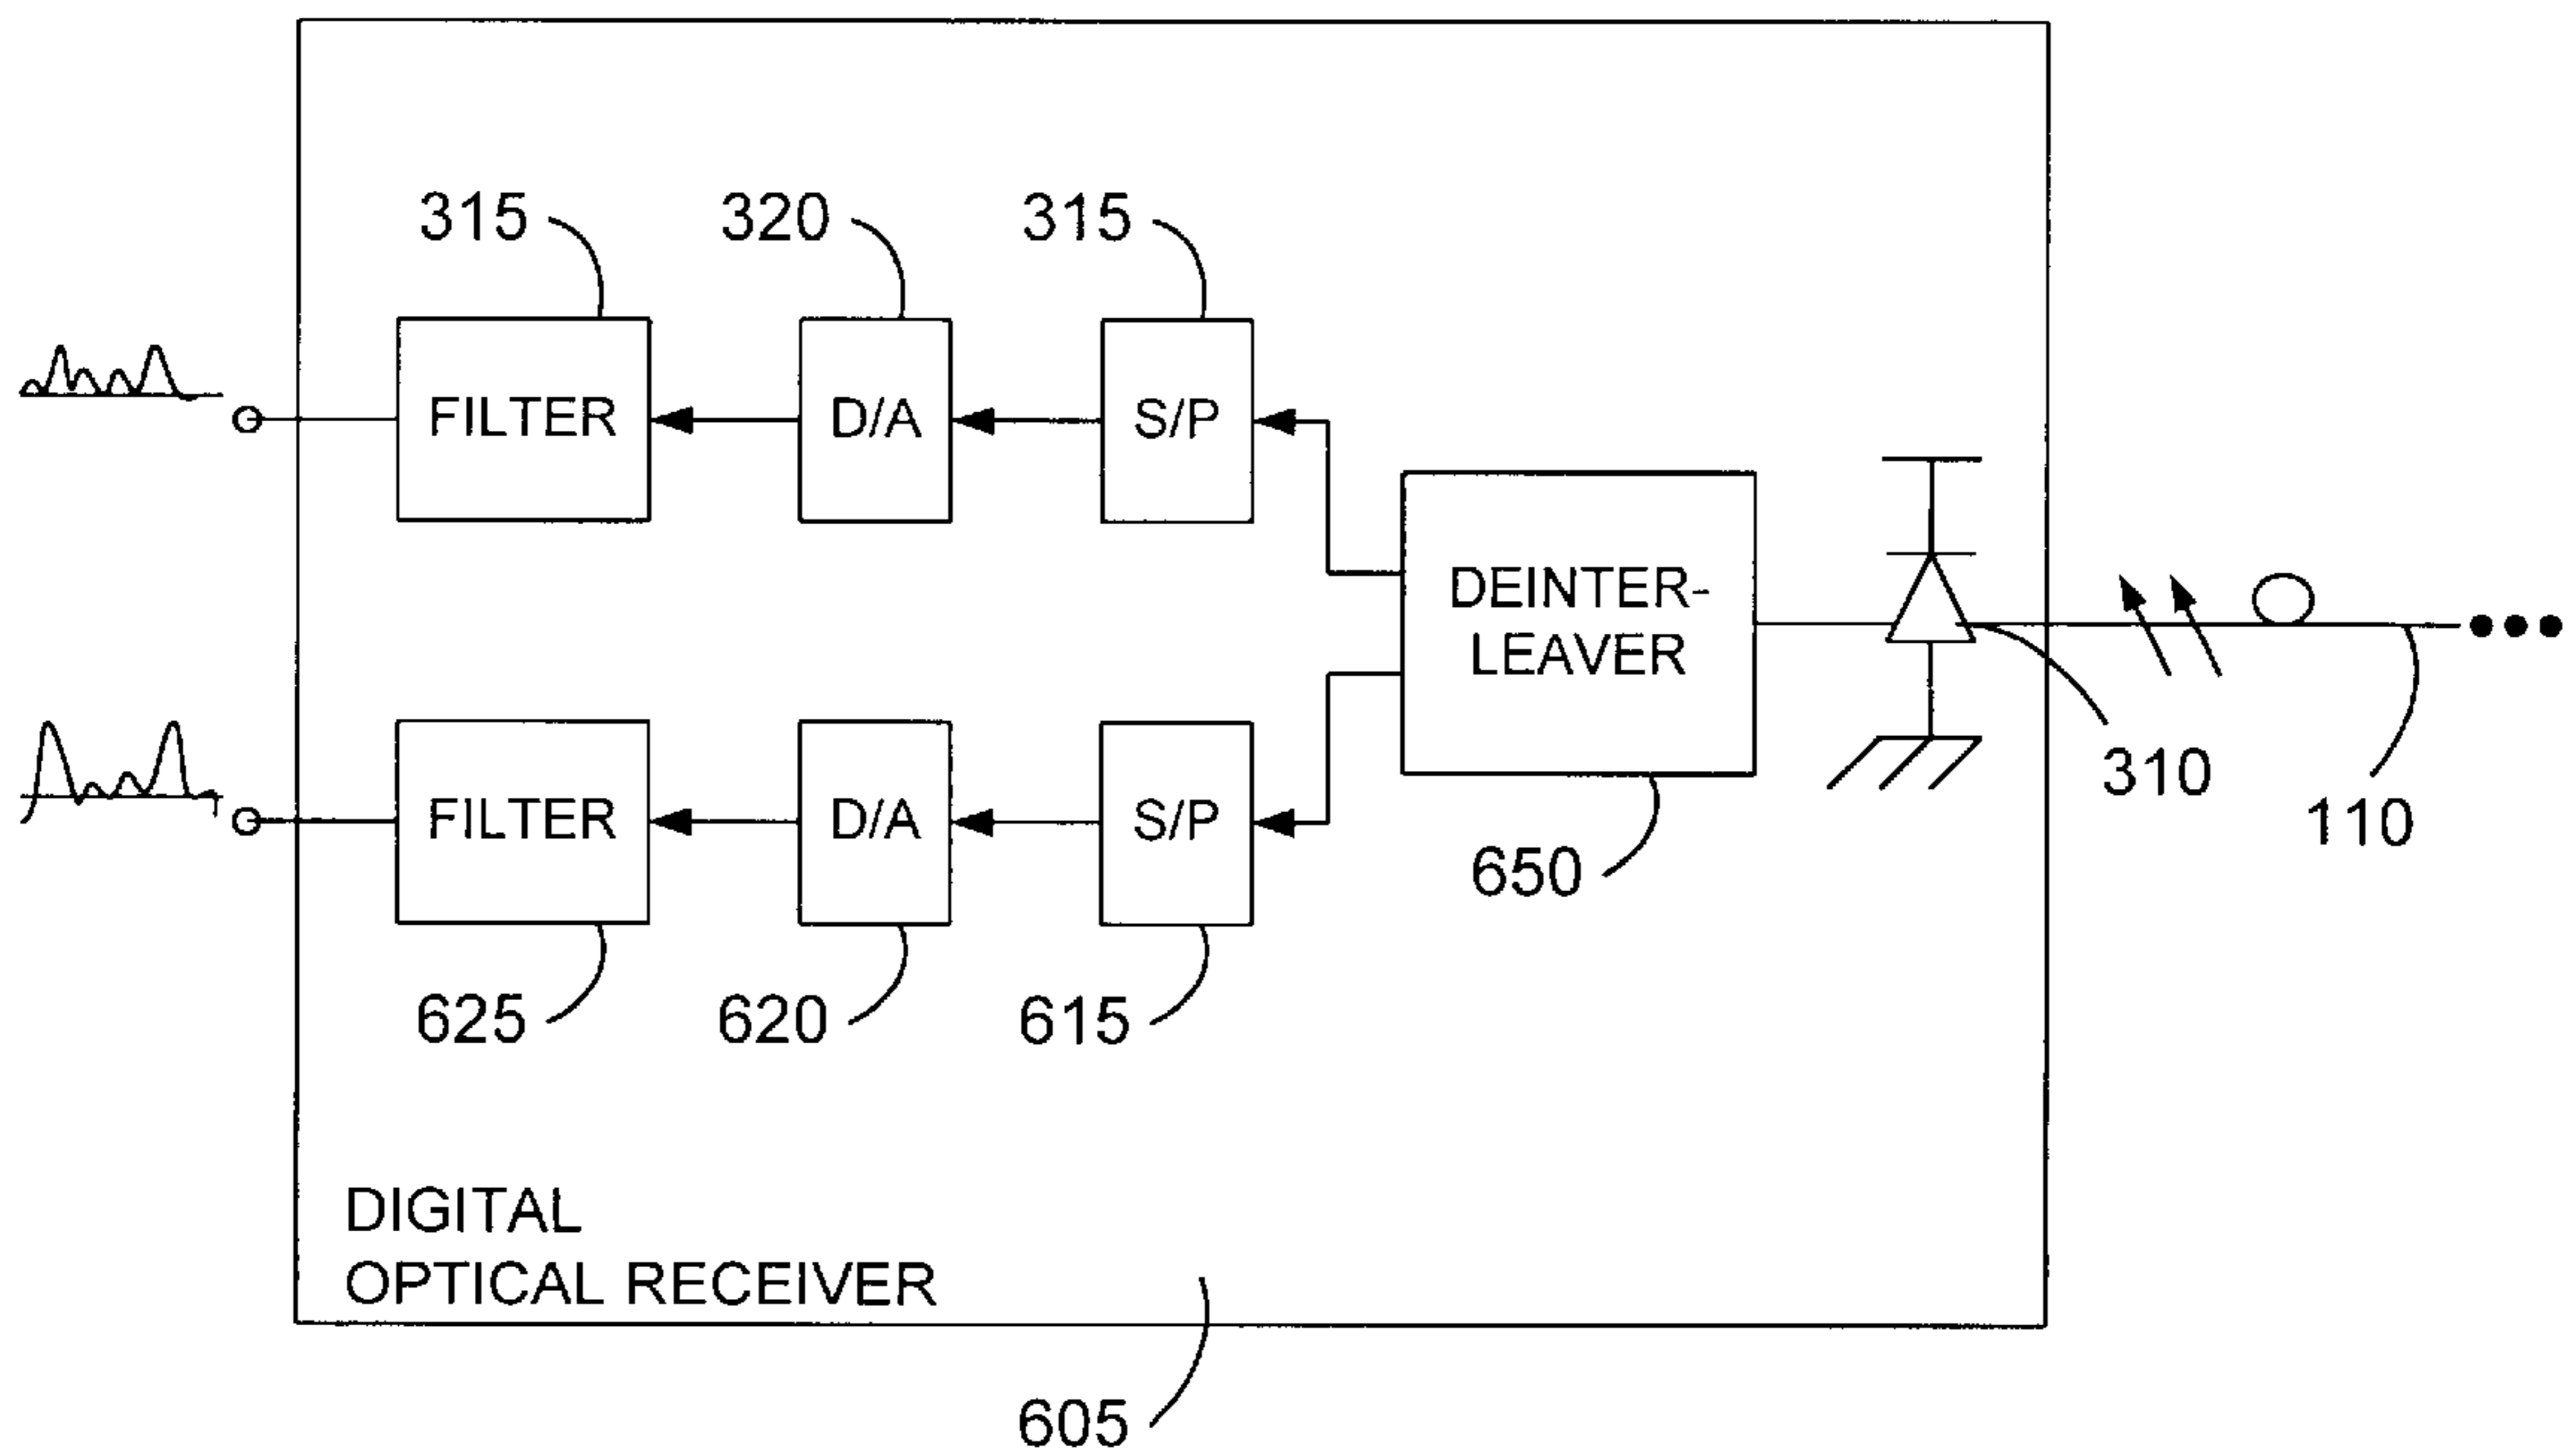 315
320
315
FILTER
D/A
S/P
DEINTER-
LEAVER
310
110
FILTER
D/A
S/P
650
625
620
615
DIGITAL
OPTICAL RECEIVER
605